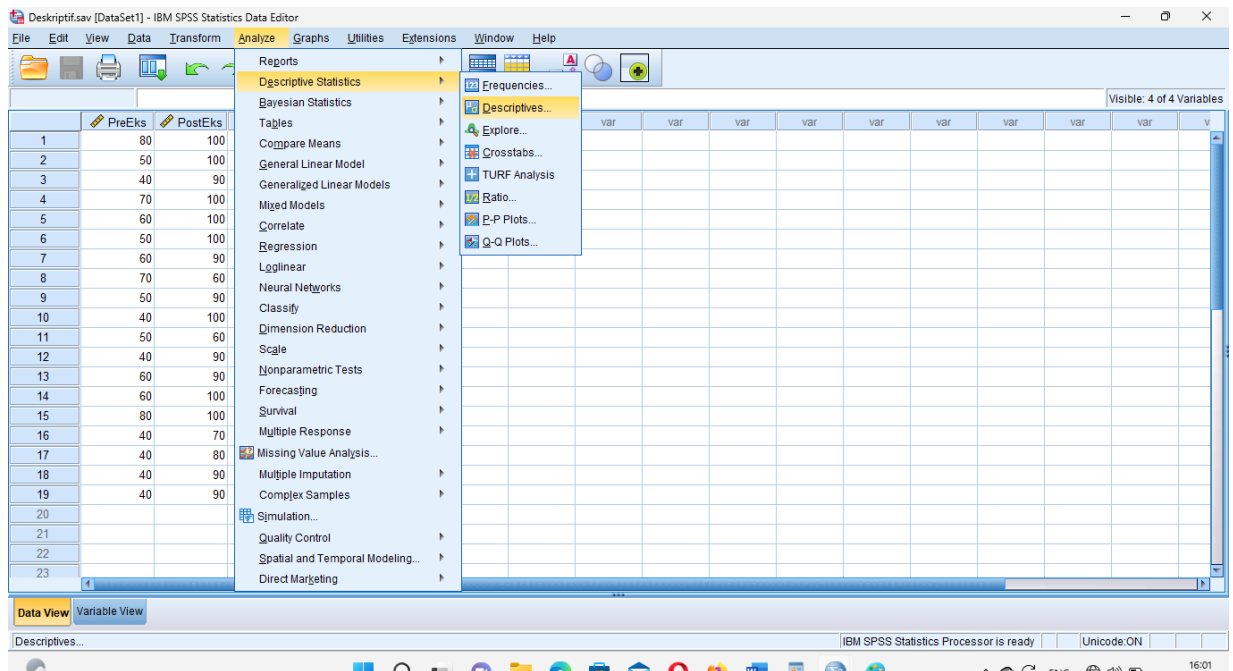 Deskriptif.sav [DataSet1] - IBM SPSS Statistics Data Editor
File Edit View Data Transform Analyze Graphs Utilities Extensions Window Help
Visible: 4 of 4 Variables
Reports
Descriptive Statistics
Bayesian Statistics
Tables
Compare Means
General Linear Model
Generalized Linear Models
Mixed Models
Correlate
Regression
Loglinear
Neural Networks
Classify
Dimension Reduction
Scale
Nonparametric Tests
Forecasting
Survival
Multiple Response
Missing Value Analysis...
Multiple Imputation
Complex Samples
Simulation...
Quality Control
Spatial and Temporal Modeling...
Direct Marketing
Frequencies...
Descriptives...
Explore...
Crosstabs...
TURF Analysis
Ratio...
P-P Plots...
Q-Q Plots...
PreEks PostEks var var var var var var var var var
1 80 100
2 50 100
3 40 90
4 70 100
5 60 100
6 50 100
7 60 90
8 70 60
9 50 90
10 40 100
11 50 60
12 40 90
13 60 90
14 60 100
15 80 100
16 40 70
17 40 80
18 40 90
19 40 90
20
21
22
23
Data View Variable View
Descriptives... IBM SPSS Statistics Processor is ready Unicode:ON
16:01